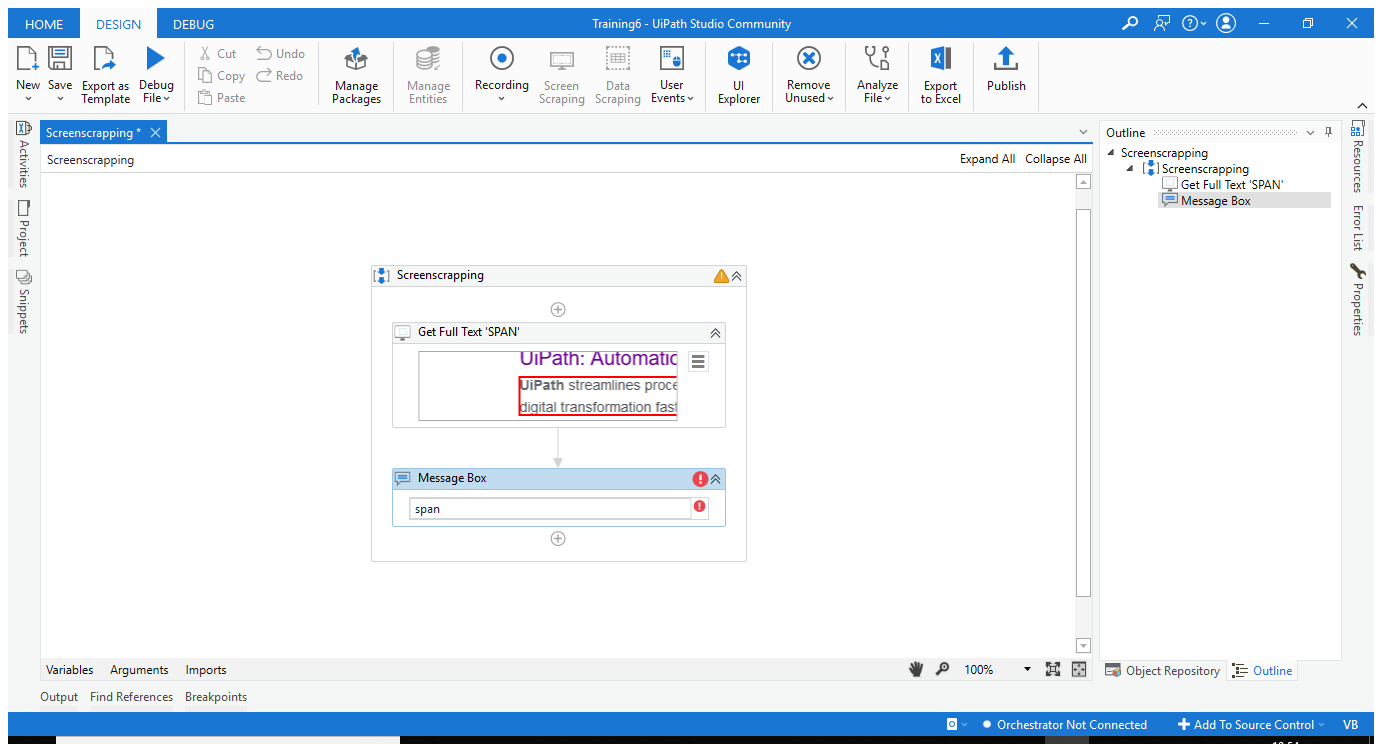 HOME DESIGN DEBUG Training6 - UiPath Studio Community
New Save Export as Template Debug File Cut Copy Paste Undo Redo Manage Packages Manage Entities Recording Screen Scraping Data Scraping User Events UI Explorer Remove Unused Analyze File Export to Excel Publish
Activities
Project
Snippets
Screenscrapping *
Screenscrapping Expand All Collapse All
Screenscrapping
Get Full Text 'SPAN'
UiPath: Automatic
UiPath streamlines proce
digital transformation fast
Message Box
span
Outline
Screenscrapping
Screenscrapping
Get Full Text 'SPAN'
Message Box
Resources
Error List
Properties
Variables Arguments Imports 100% Object Repository Outline
Output Find References Breakpoints
Orchestrator Not Connected Add To Source Control VB